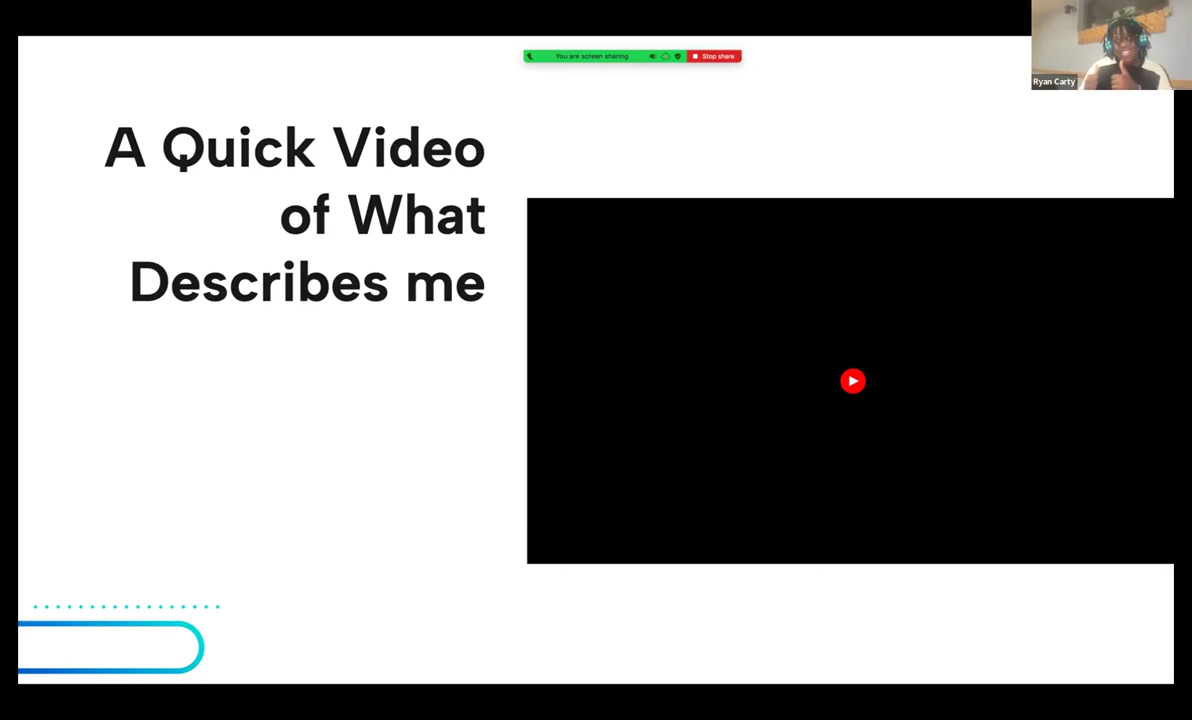 You are screen sharing
Stop share
Ryan Carty
A Quick Video
of What
Describes me